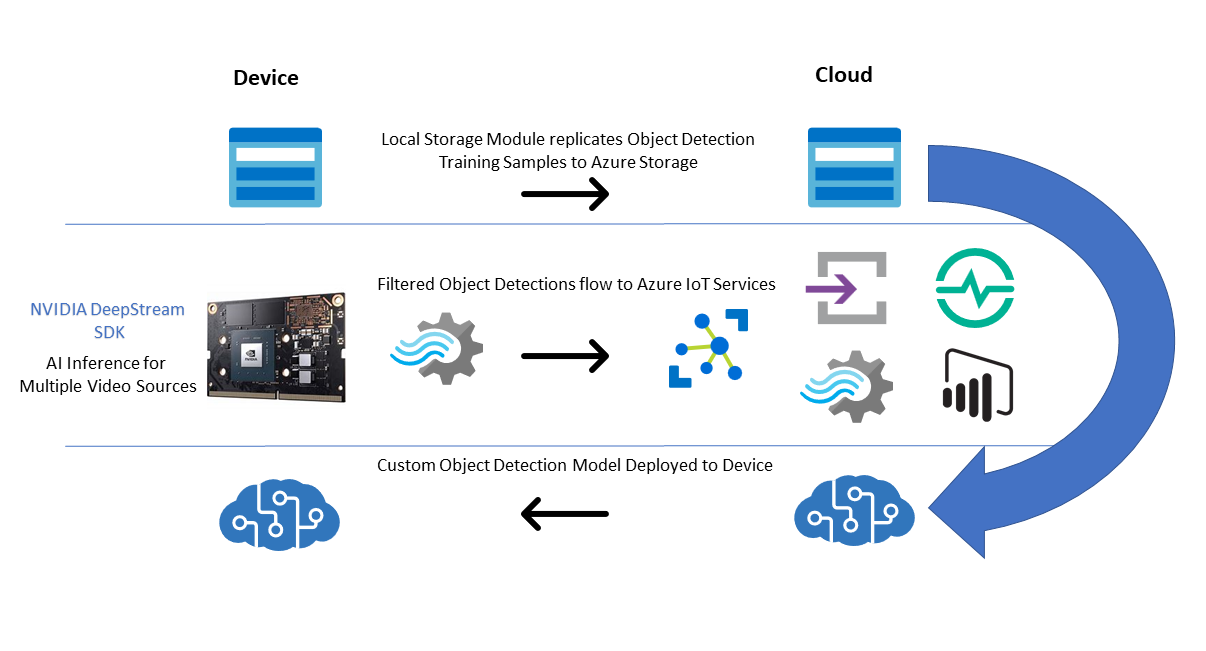 Device
Cloud
Local Storage Module replicates Object Detection
Training Samples to Azure Storage
NVIDIA DeepStream
SDK
AI Inference for
Multiple Video Sources
Filtered Object Detections flow to Azure IoT Services
Custom Object Detection Model Deployed to Device